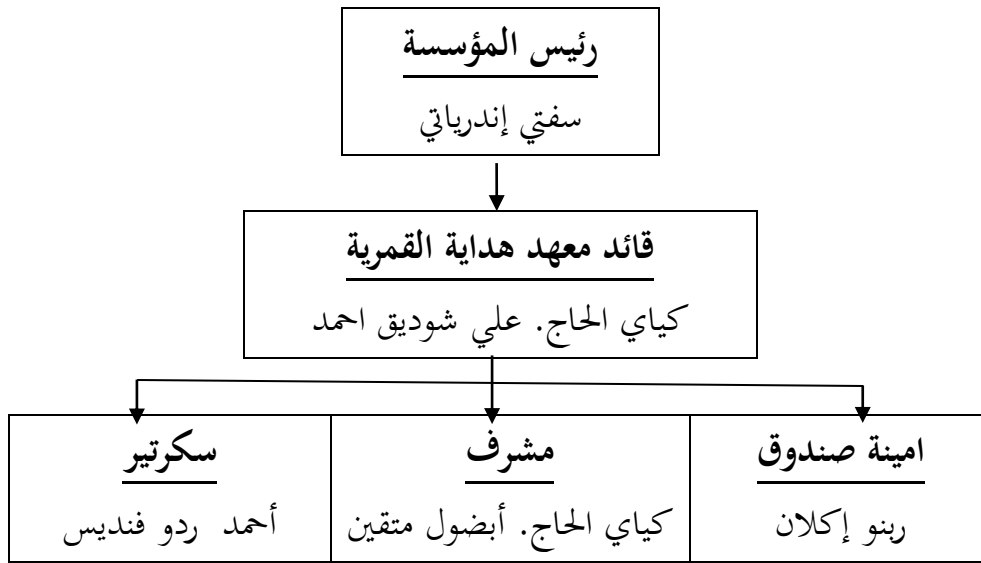 رئيس المؤسسة
سفتي إندرياتي
قائد معهد هداية القمرية
كياي الحاج. علي شوديق احمد
امينة صندوق
رينو إكلان
مشرف
كياي الحاج. أبضول متقين
سكرتير
أحمد ردو فنديس